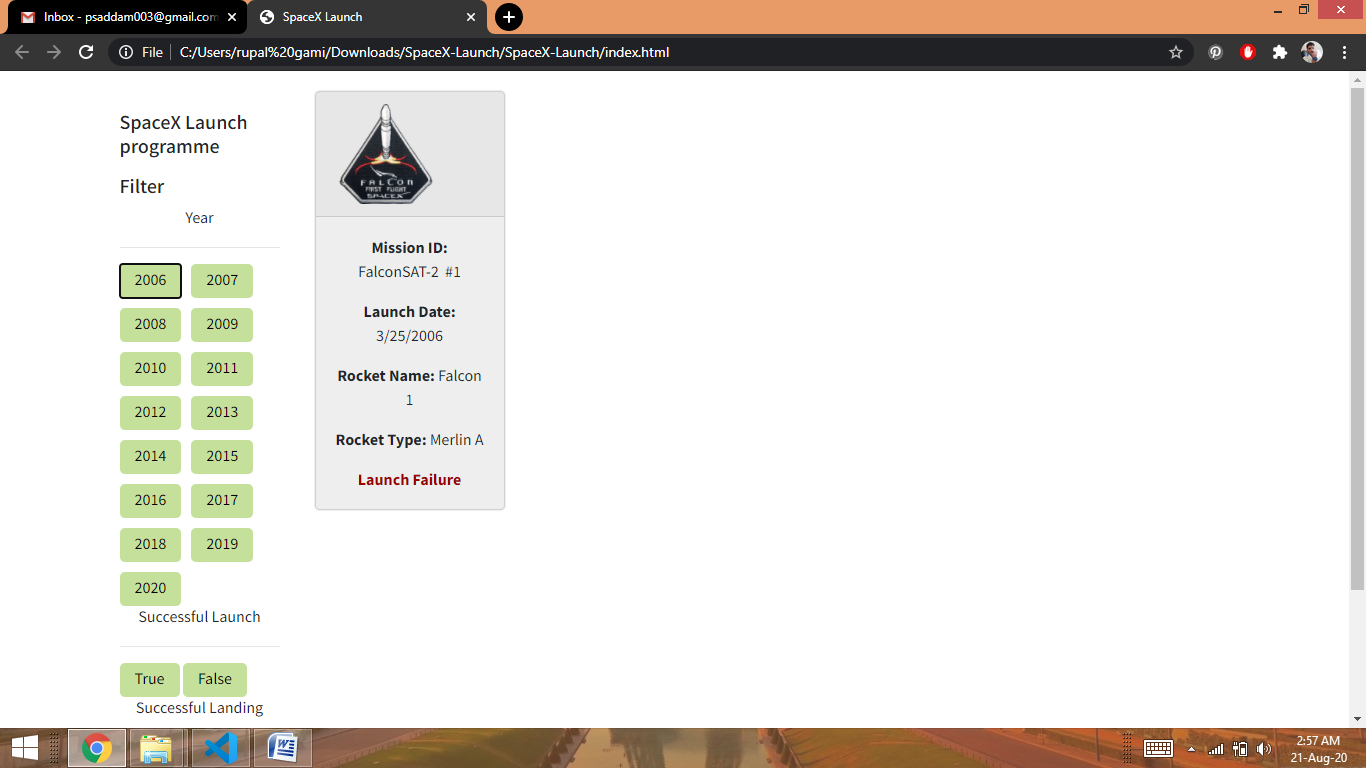 Inbox - psaddam003@gmail.com
SpaceX Launch
File
C:/Users/rupal%20gami/Downloads/SpaceX-Launch/SpaceX-Launch/index.html
SpaceX Launch
programme
Filter
Year
2006 2007
2008 2009
2010 2011
2012 2013
2014 2015
2016 2017
2018 2019
2020
Successful Launch
True False
Successful Landing
FALCON
FIRST FLIGHT
SPACEX
Mission ID:
FalconSAT-2 #1
Launch Date:
3/25/2006
Rocket Name: Falcon
1
Rocket Type: Merlin A
Launch Failure
2:57 AM
21-Aug-20